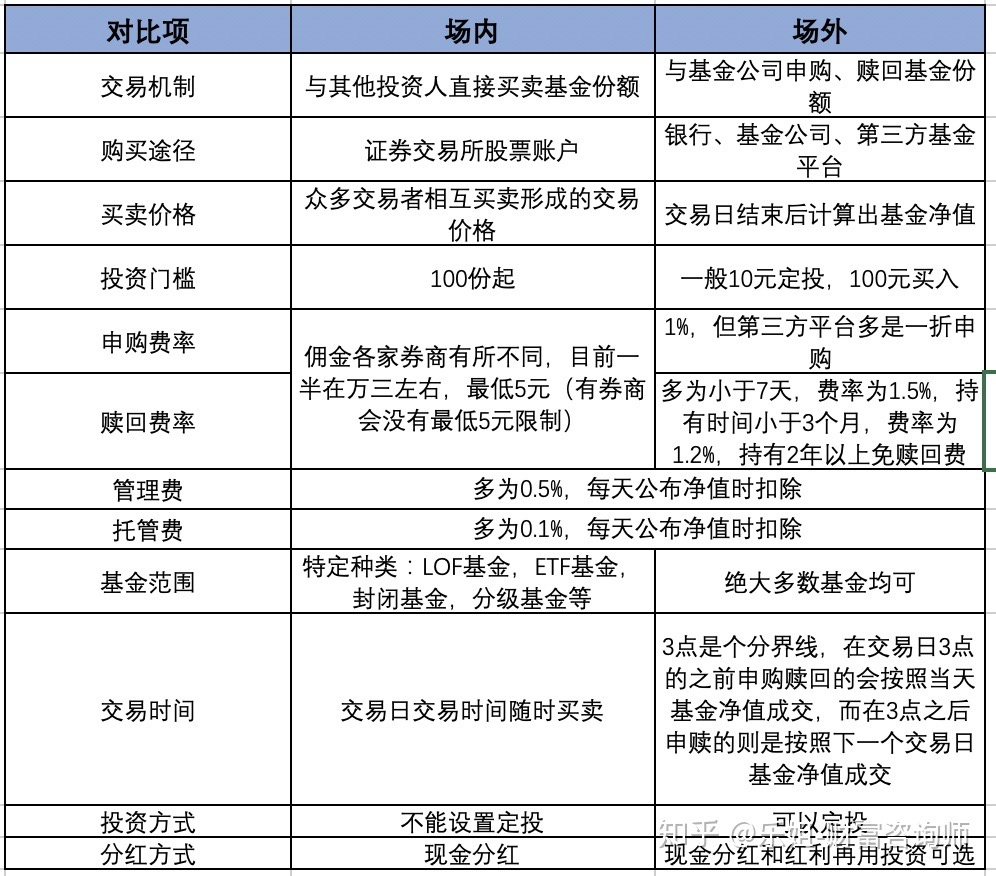 对比项
场内
场外
交易机制
与其他投资人直接买卖基金份额
与基金公司申购、赎回基金份
额
购买途径
证券交易所股票账户
银行、基金公司、第三方基金
平台
买卖价格
众多交易者相互买卖形成的交易
价格
交易日结束后计算出基金净值
投资门槛
100份起
一般10元定投，100元买入
申购费率
佣金各家券商有所不同，目前一
半在万三左右，最低5元（有券商
会没有最低5元限制）
1%，但第三方平台多是一折申
购
赎回费率
多为小于7天，费率为1.5%，持
有时间小于3个月，费率为
1.2%，持有2年以上免赎回费
管理费
多为0.5%，每天公布净值时扣除
托管费
多为0.1%，每天公布净值时扣除
基金范围
特定种类：LOF基金，ETF基金，
封闭基金，分级基金等
绝大多数基金均可
交易时间
交易日交易时间随时买卖
3点是个分界线，在交易日3点
的之前申购赎回的会按照当天
基金净值成交，而在3点之后
申赎的则是按照下一个交易日
基金净值成交
投资方式
不能设置定投
可以定投
分红方式
现金分红
现金分红和红利再用投资可选
知乎 @乐姐-财富咨询师